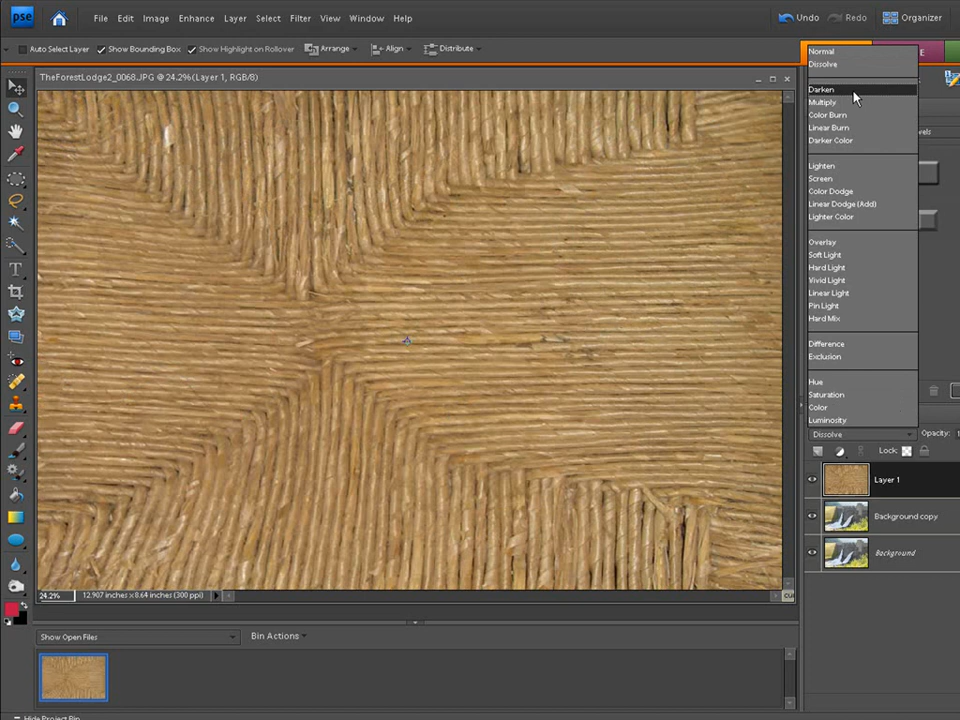 pse File Edit Image Enhance Layer Select Filter View Window Help Undo Redo Organizer
Auto Select Layer Show Bounding Box Show Highlight on Rollover Arrange Align Distribute
TheForestLodge2_0068.JPG @ 24.2% (Layer 1, RGB/8)
Normal
Dissolve
E
Darken
Multiply
Color Burn
Linear Burn
Darker Color
Lighten
Screen
Color Dodge
Linear Dodge (Add)
Lighter Color
Overlay
Soft Light
Hard Light
Vivid Light
Linear Light
Pin Light
Hard Mix
Difference
Exclusion
Hue
Saturation
Color
Luminosity
Dissolve Opacity:
Lock:
Layer 1
Background copy
Background
24.2% 12.907 inches x 8.64 inches (300 ppi)
Show Open Files Bin Actions
Hide Project Bin